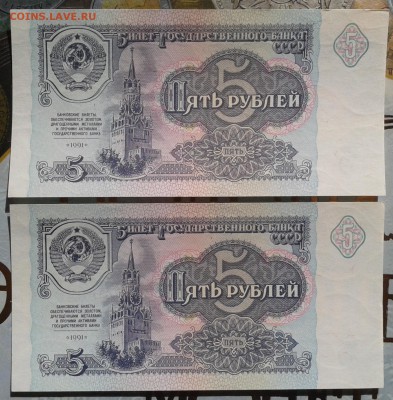 COINS.LAVE.RU
БИЛЕТ ГОСУДАРСТВЕННОГО БАНКА
СССР
5
5
ПЯТЬ РУБЛЕЙ
БАНКОВСКИЕ БИЛЕТЫ
ОБЕСПЕЧИВАЮТСЯ ЗОЛОТОМ,
ДРАГОЦЕННЫМИ МЕТАЛЛАМИ
И ПРОЧИМИ АКТИВАМИ
ГОСУДАРСТВЕННОГО БАНКА
*1991*
ПЯТЬ
5
БИЛЕТ ГОСУДАРСТВЕННОГО БАНКА
СССР
5
5
ПЯТЬ РУБЛЕЙ
БАНКОВСКИЕ БИЛЕТЫ
ОБЕСПЕЧИВАЮТСЯ ЗОЛОТОМ,
ДРАГОЦЕННЫМИ МЕТАЛЛАМИ
И ПРОЧИМИ АКТИВАМИ
ГОСУДАРСТВЕННОГО БАНКА
*1991*
ПЯТЬ
5